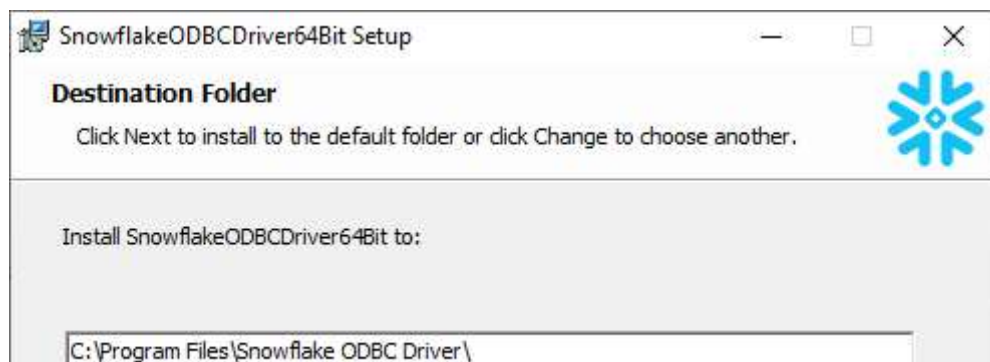 SnowflakeODBCDriver64Bit Setup
Destination Folder
Click Next to install to the default folder or click Change to choose another.
Install SnowflakeODBCDriver64Bit to:
C:\Program Files\Snowflake ODBC Driver\